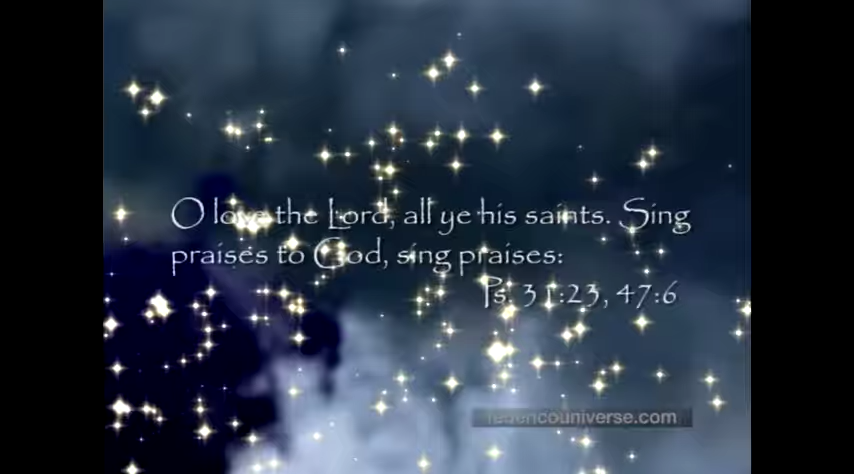 O love the Lord, all ye his saints. Sing
praises to God, sing praises:
Ps. 31:23, 47:6